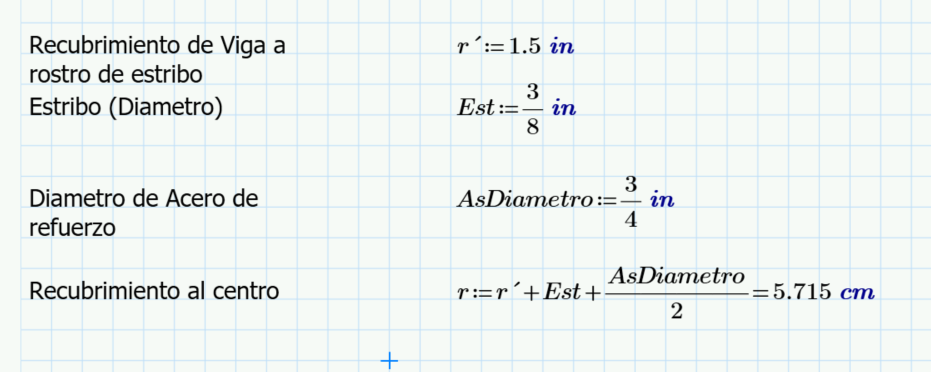 Recubrimiento de Viga a r´:=1.5 in
rostro de estribo
Estribo (Diametro) Est:=3/8 in
Diametro de Acero de AsDiametro:=3/4 in
refuerzo
Recubrimiento al centro r:=r´+Est+AsDiametro/2=5.715 cm